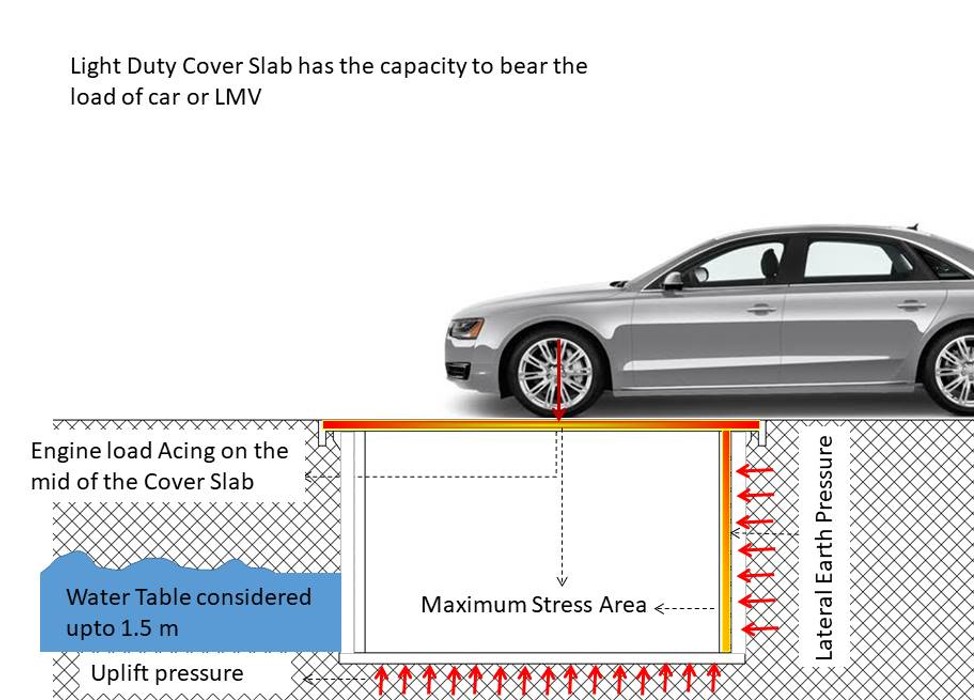 Light Duty Cover Slab has the capacity to bear the
load of car or LMV
Engine load Acing on the
mid of the Cover Slab
Lateral Earth Pressure
Water Table considered
upto 1.5 m
Maximum Stress Area
Uplift pressure